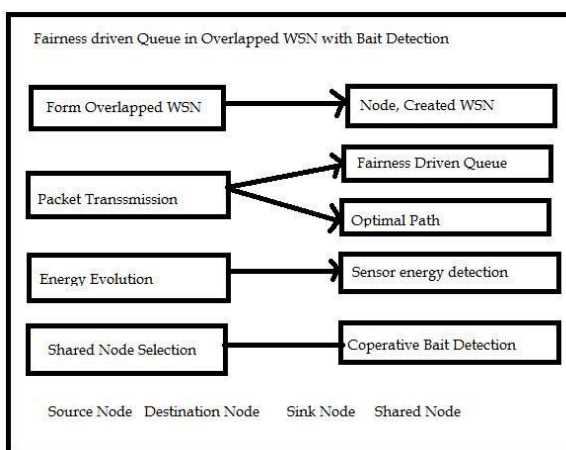 Fairness driven Queue in Overlapped WSN with Bait Detection
Form Overlapped WSN
Node, Created WSN
Packet Transsmission
Fairness Driven Queue
Optimal Path
Energy Evolution
Sensor energy detection
Shared Node Selection
Coperative Bait Detection
Source Node Destination Node Sink Node Shared Node